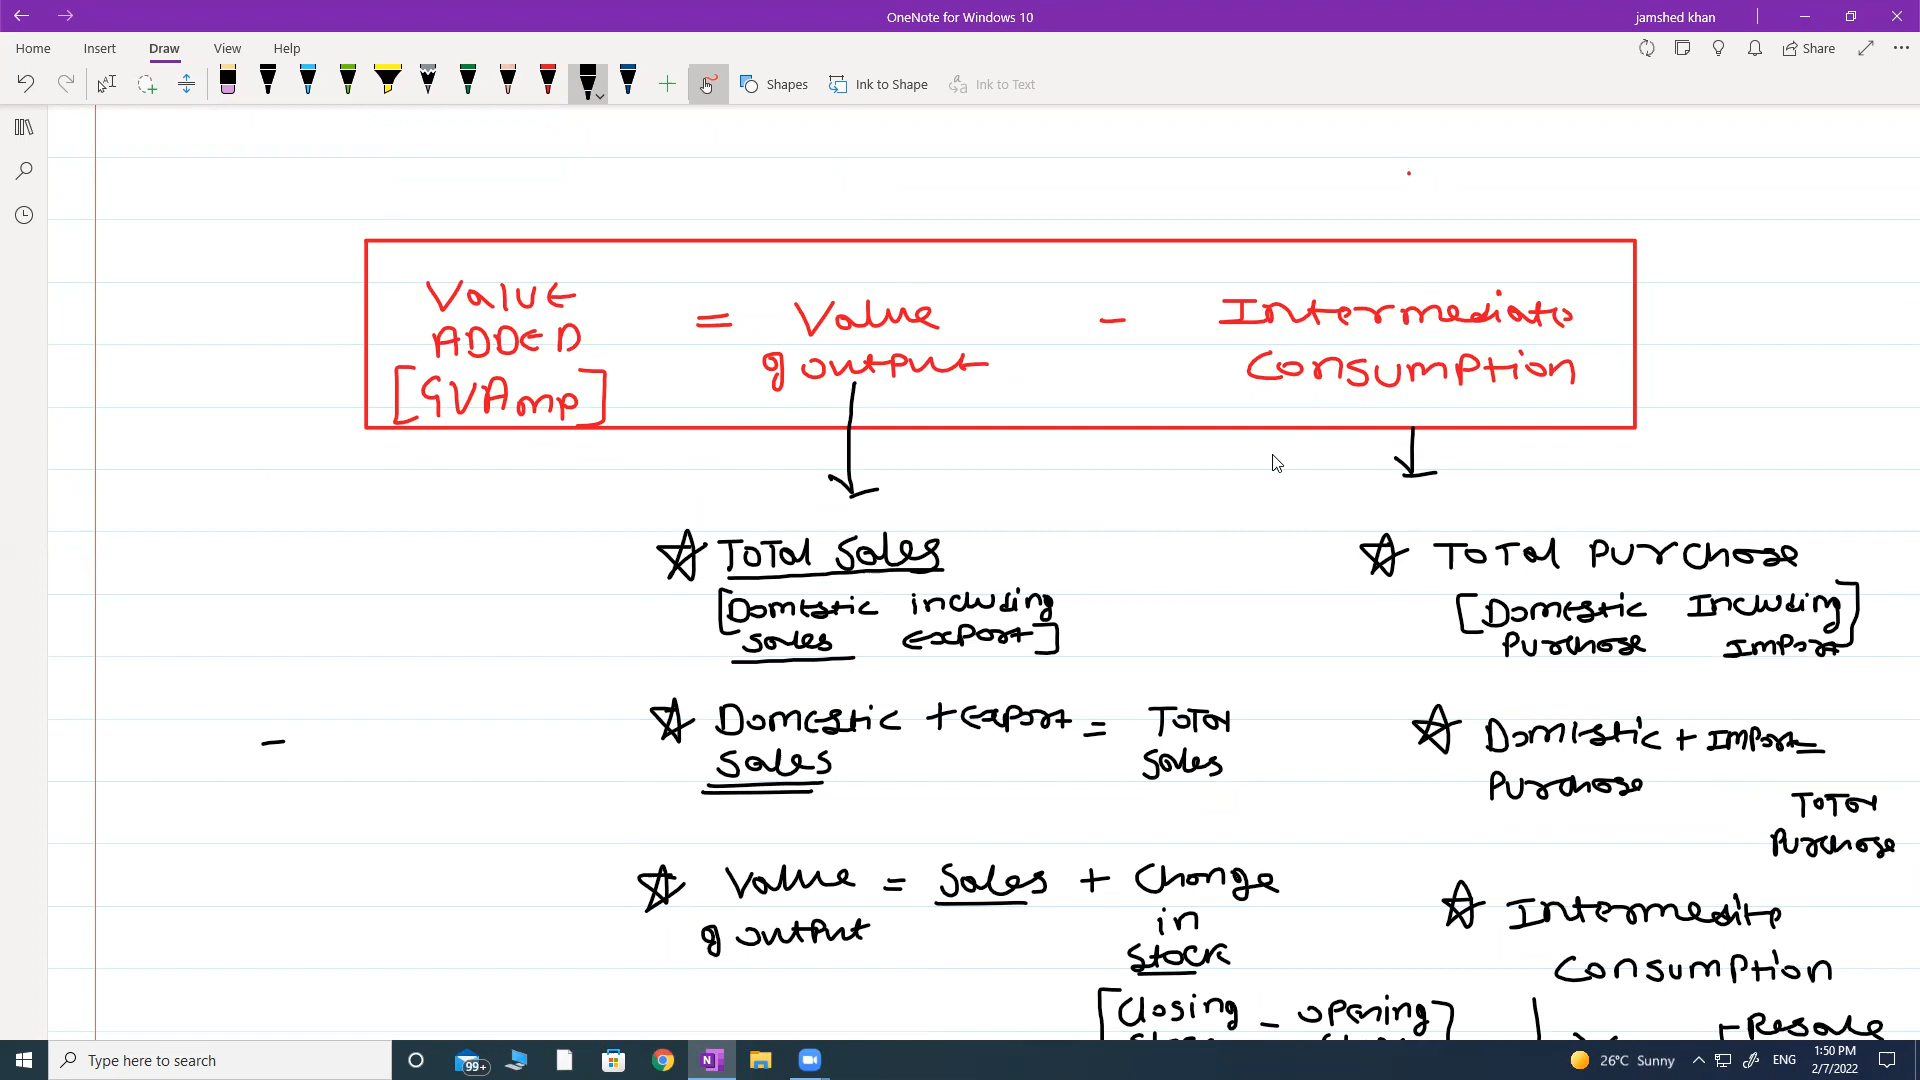 OneNote for Windows 10
jamshed khan
Home Insert Draw View Help
Share
Shapes
Ink to Shape
Ink to Text
Value ADDED [GVAmp] = Value of output - Intermediate Consumption
☆ Total Sales
[Domestic including
sales export]
☆ Domestic + export = Total
Sales Sales
☆ Value = Sales + Change
of output in
Stock
[Closing - opening
☆ Total Purchase
[Domestic Including
Purchase Import]
☆ Domestic + Import =
Purchase
Total
Purchase
☆ Intermedite
Consumption
Resale
-
Type here to search
99+
26°C Sunny
ENG
1:50 PM
2/7/2022